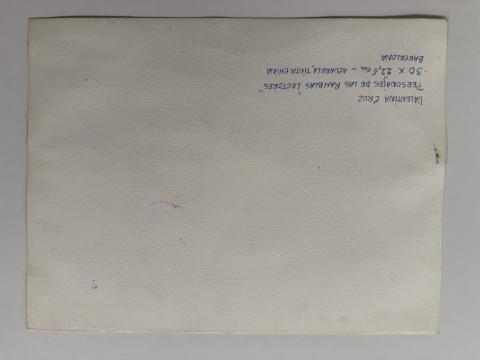 VALENTINA CRUZ
PERSONAJES DE LAS RAMBLAS "LECTORES"
· 30 X 22,5 cm - ACUARELA, TINTA CHINA
BARCELONA